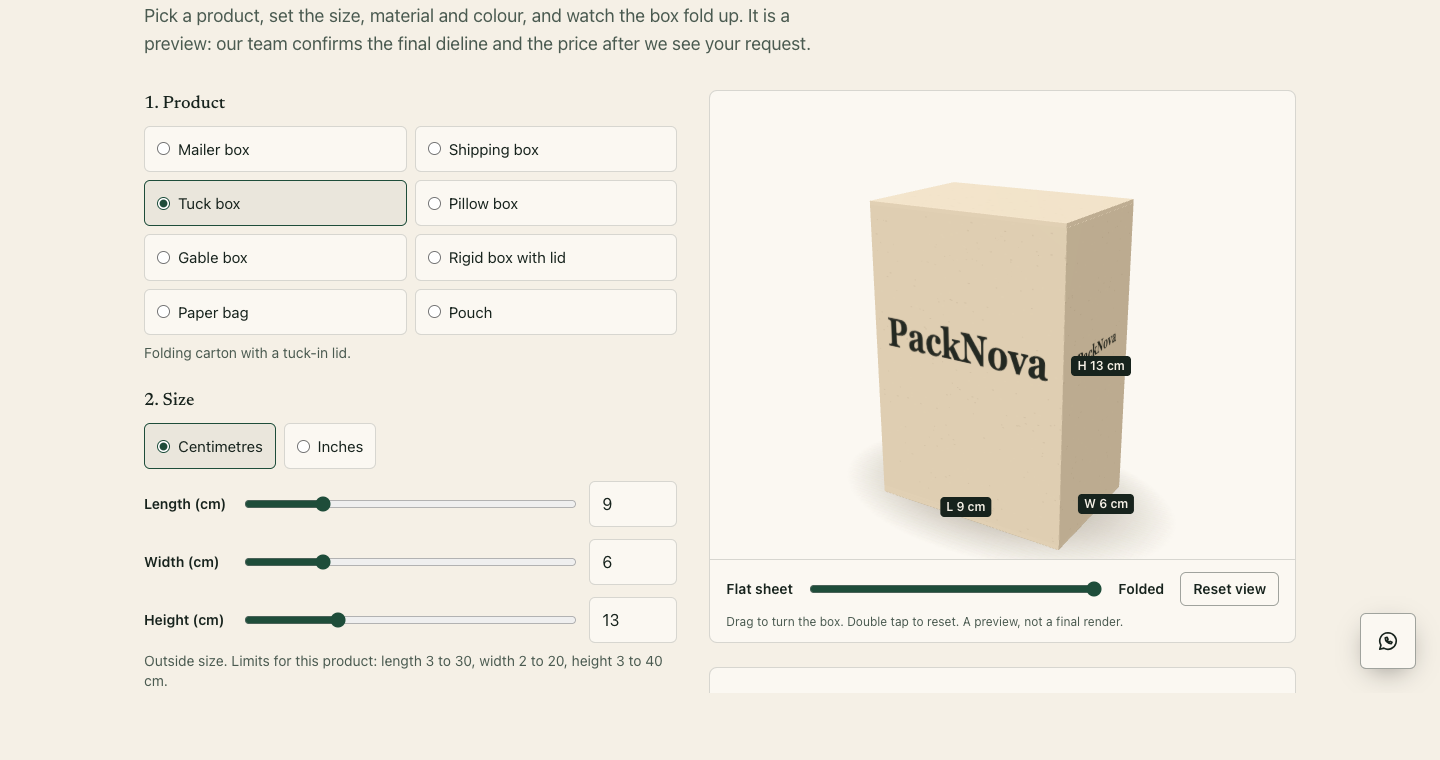 Pick a product, set the size, material and colour, and watch the box fold up. It is a
preview: our team confirms the final dieline and the price after we see your request.
1. Product
Mailer box
Shipping box
Tuck box
Pillow box
Gable box
Rigid box with lid
Paper bag
Pouch
Folding carton with a tuck-in lid.
2. Size
Centimetres
Inches
Length (cm)
9
Width (cm)
6
Height (cm)
13
Outside size. Limits for this product: length 3 to 30, width 2 to 20, height 3 to 40
cm.
PackNova
PackNova
H 13 cm
L 9 cm
W 6 cm
Flat sheet
Folded
Reset view
Drag to turn the box. Double tap to reset. A preview, not a final render.